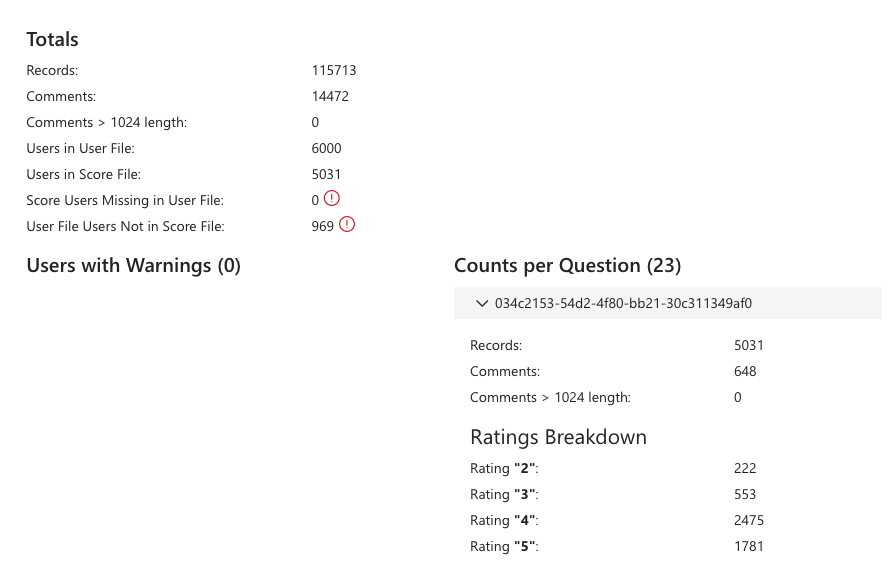 Totals
Records: 115713
Comments: 14472
Comments > 1024 length: 0
Users in User File: 6000
Users in Score File: 5031
Score Users Missing in User File: 0
User File Users Not in Score File: 969
Users with Warnings (0)
Counts per Question (23)
034c2153-54d2-4f80-bb21-30c311349af0
Records: 5031
Comments: 648
Comments > 1024 length: 0
Ratings Breakdown
Rating "2": 222
Rating "3": 553
Rating "4": 2475
Rating "5": 1781